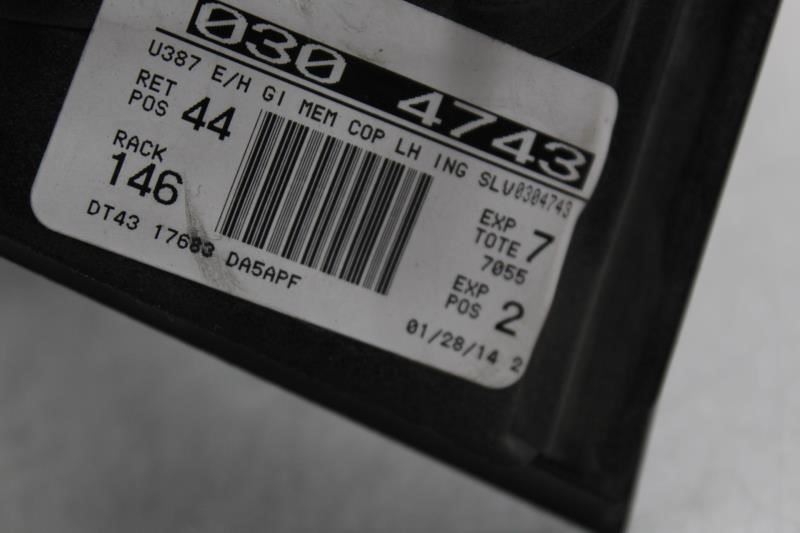 030 4743
U387 E/H GI MEM COP LH ING SLV0304743
RET POS 44
RACK 146
EXP TOTE 7
7055
EXP POS 2
DT43 17683 DA5APF
01/28/14 2